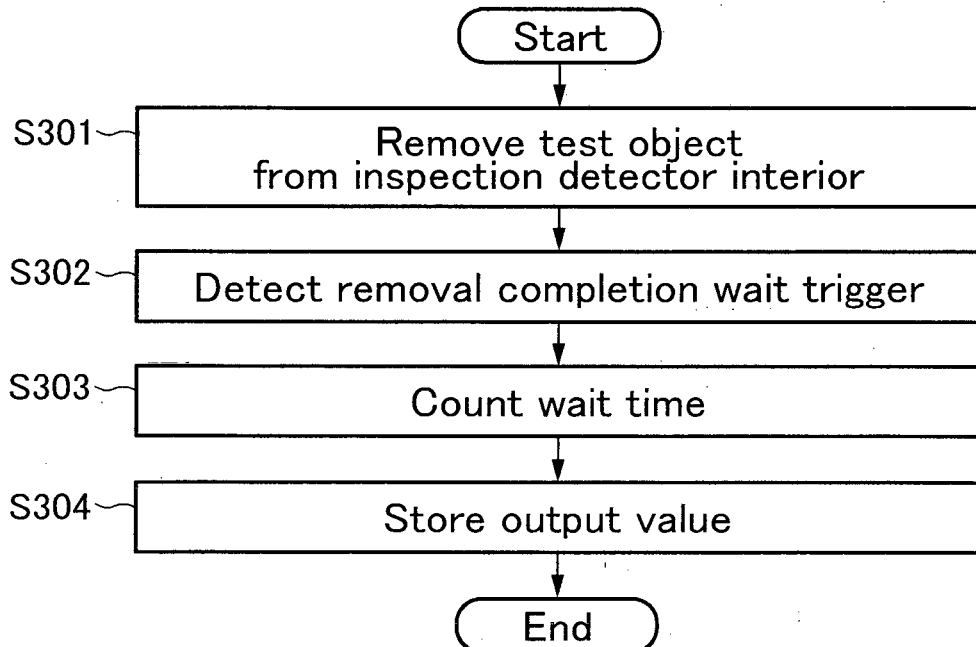 Start
S301
Remove test object
from inspection detector interior
S302
Detect removal completion wait trigger
S303
Count wait time
S304
Store output value
End